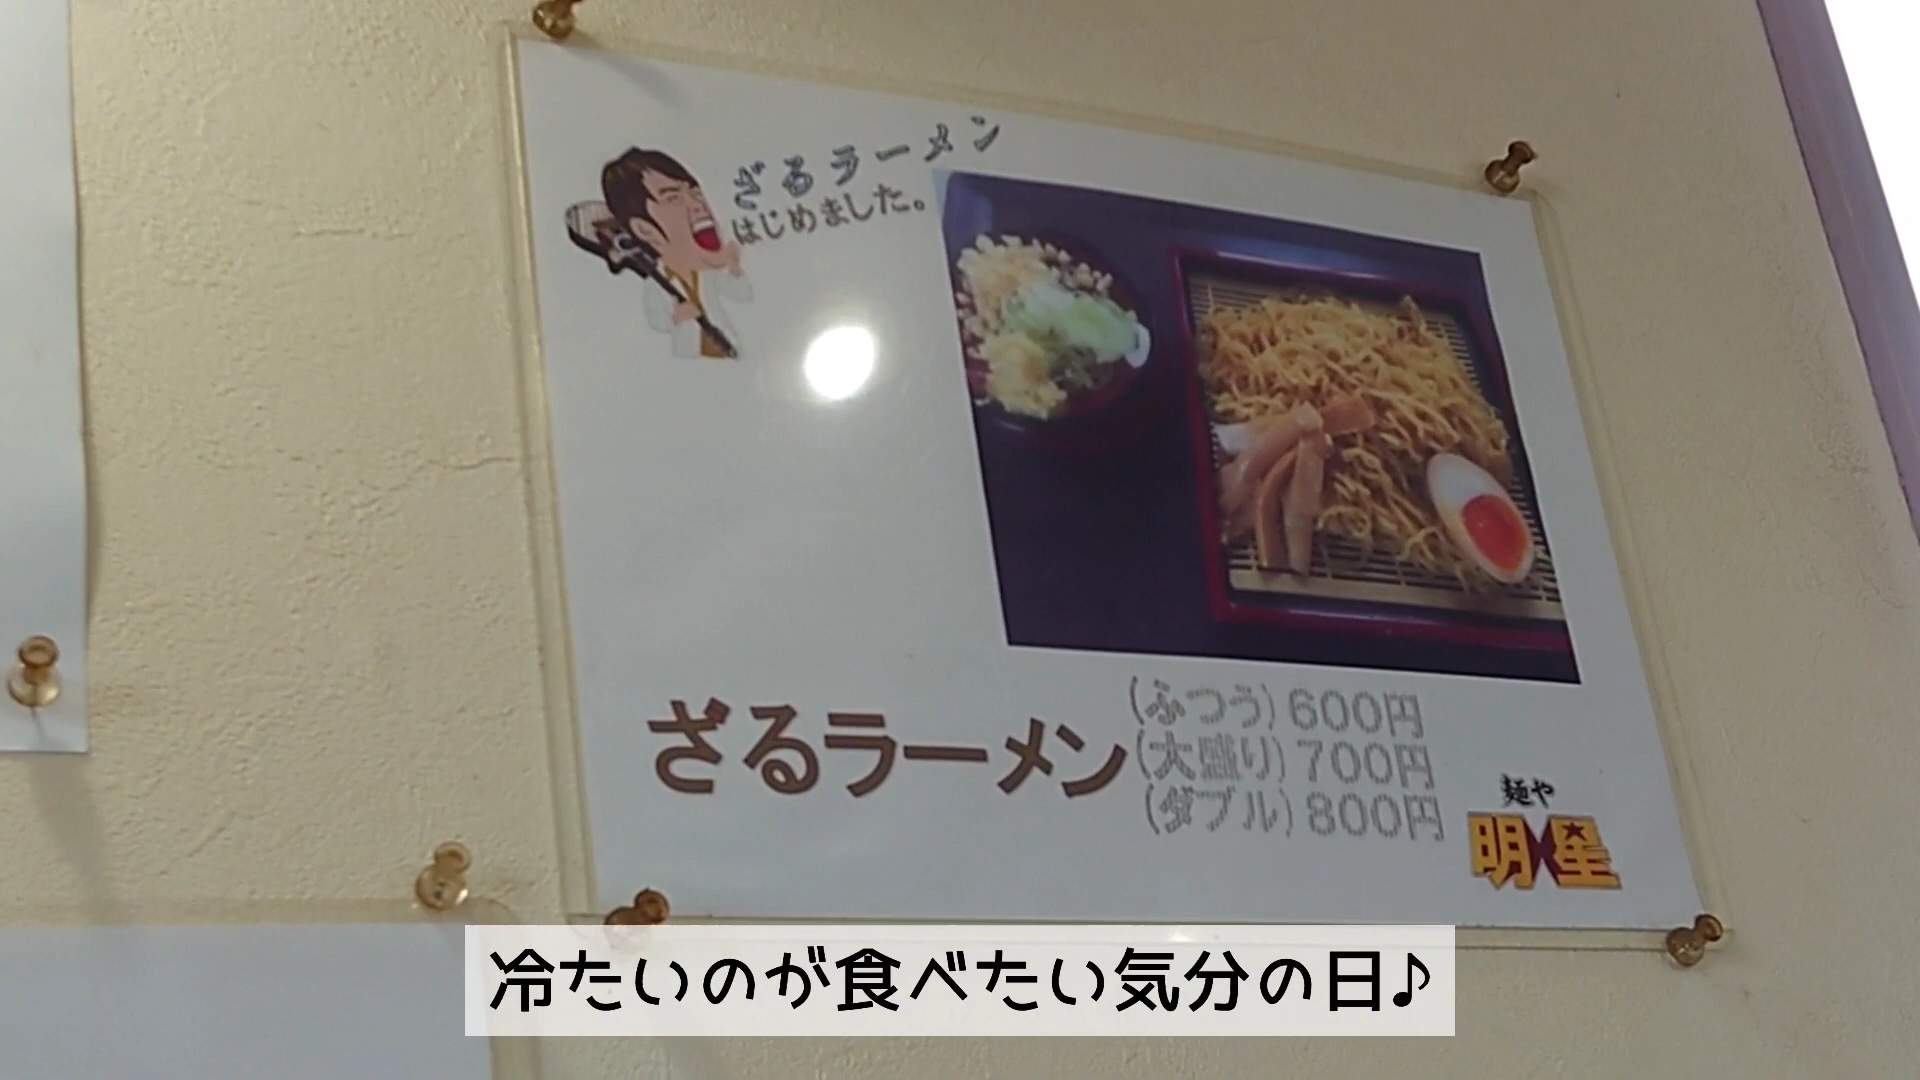 ざるラーメン
はじめました。
ざるラーメン
(ふつう) 600円
(大盛り) 700円
(ダブル) 800円
麺や
明星
冷たいのが食べたい気分の日♪